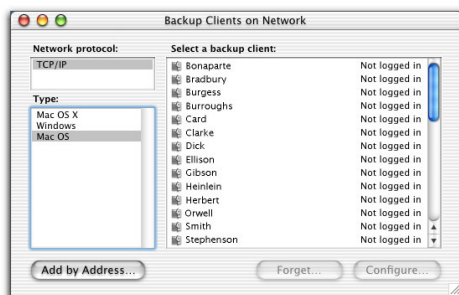 Backup Clients on Network
Network protocol:
TCP/IP
Type:
Mac OS X
Windows
Mac OS
Select a backup client:
Bonaparte Not logged in
Bradbury Not logged in
Burgess Not logged in
Burroughs Not logged in
Card Not logged in
Clarke Not logged in
Dick Not logged in
Ellison Not logged in
Gibson Not logged in
Heinlein Not logged in
Herbert Not logged in
Orwell Not logged in
Smith Not logged in
Stephenson Not logged in
Add by Address...
Forget...
Configure...